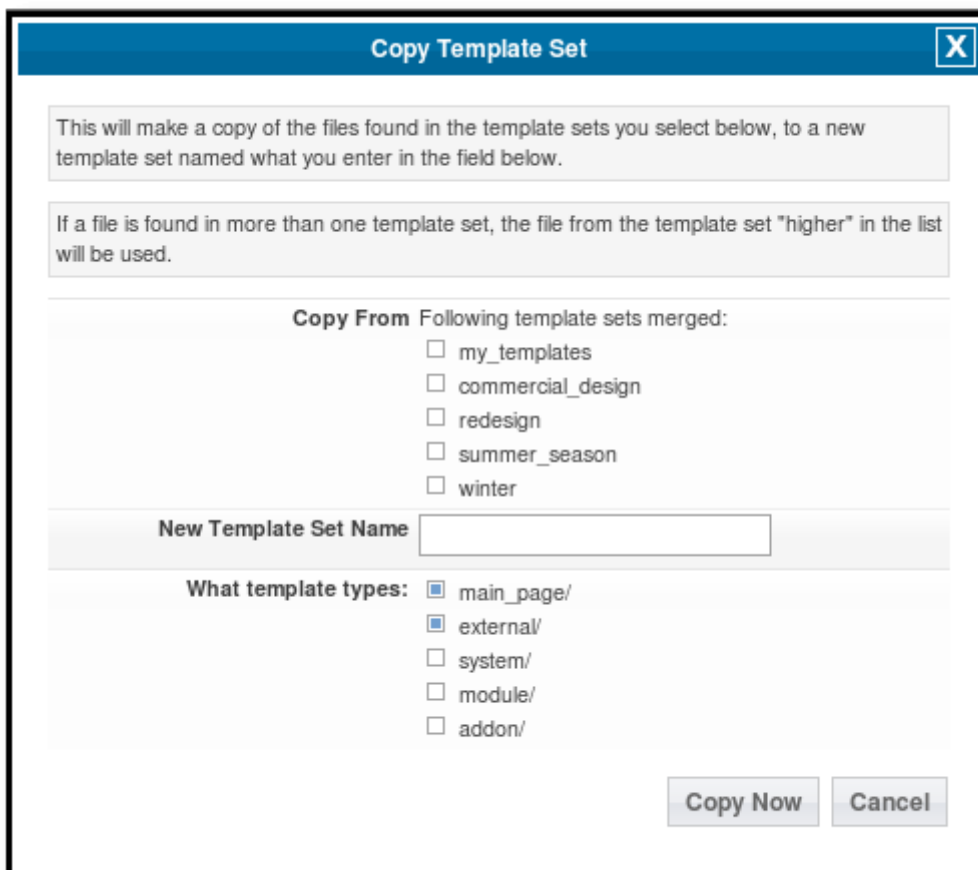 Copy Template Set
X
This will make a copy of the files found in the template sets you select below, to a new
template set named what you enter in the field below.
If a file is found in more than one template set, the file from the template set "higher" in the list
will be used.
Copy From Following template sets merged:
my_templates
commercial_design
redesign
summer_season
winter
New Template Set Name
What template types: main_page/
external/
system/
module/
addon/
Copy Now Cancel